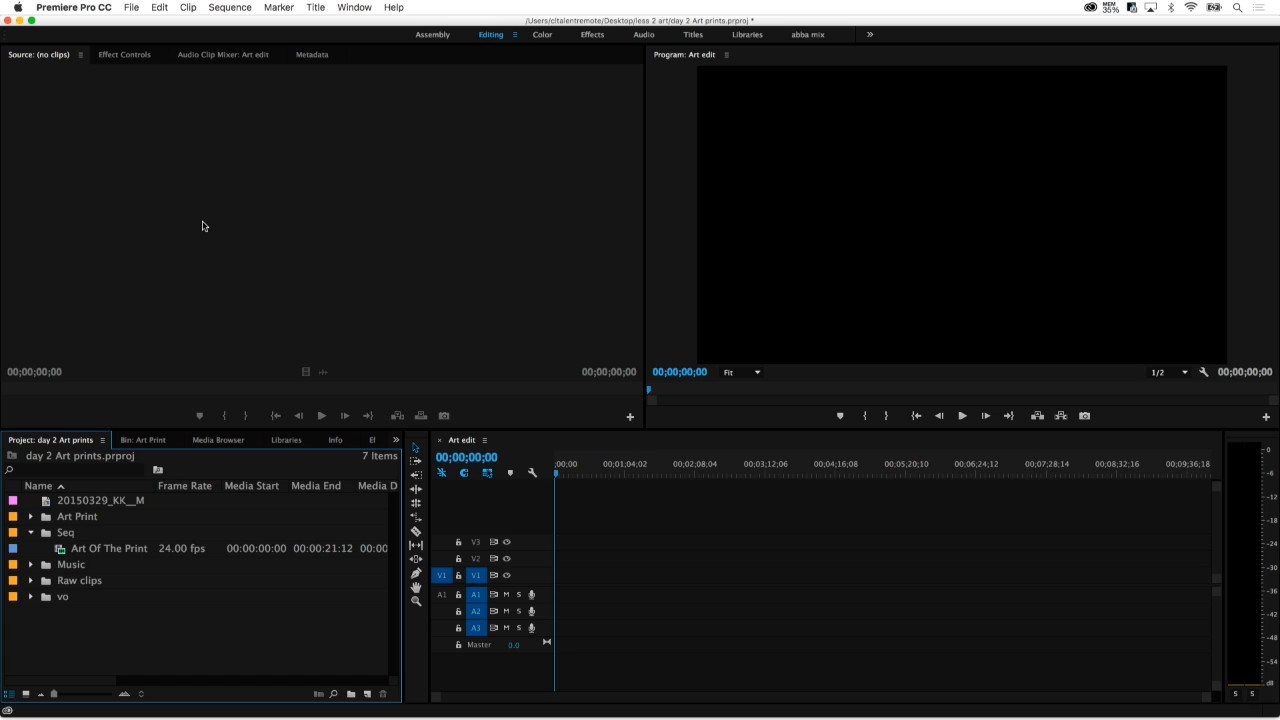 Premiere Pro CC File Edit Clip Sequence Marker Title Window Help MEM 35%
/Users/cltalentremote/Desktop/less 2 art/day 2 Art prints.prproj *
Assembly Editing Color Effects Audio Titles Libraries abba mix
Source: (no clips) Effect Controls Audio Clip Mixer: Art edit Metadata
Program: Art edit
00;00;00;00 00;00;00;00
00;00;00;00 Fit 1/2 00;00;00;00
Project: day 2 Art prints Bin: Art Print Media Browser Libraries Info Ef
day 2 Art prints.prproj 7 Items
Name Frame Rate Media Start Media End Media D
20150329_KK__M
Art Print
Seq
Art Of The Print 24.00 fps 00:00:00:00 00:00:21:12 00:00
Music
Raw clips
vo
Art edit
00;00;00;00
;00;00 00;01;04;02 00;02;08;04 00;03;12;06 00;04;16;08 00;05;20;10 00;06;24;12 00;07;28;14 00;08;32;16 00;09;36;18
V3
V2
V1 V1
A1 A1 M S
A2 M S
A3 M S
Master 0.0
0
-6
-12
-18
-24
-30
-36
-42
-48
-54
dB
S S